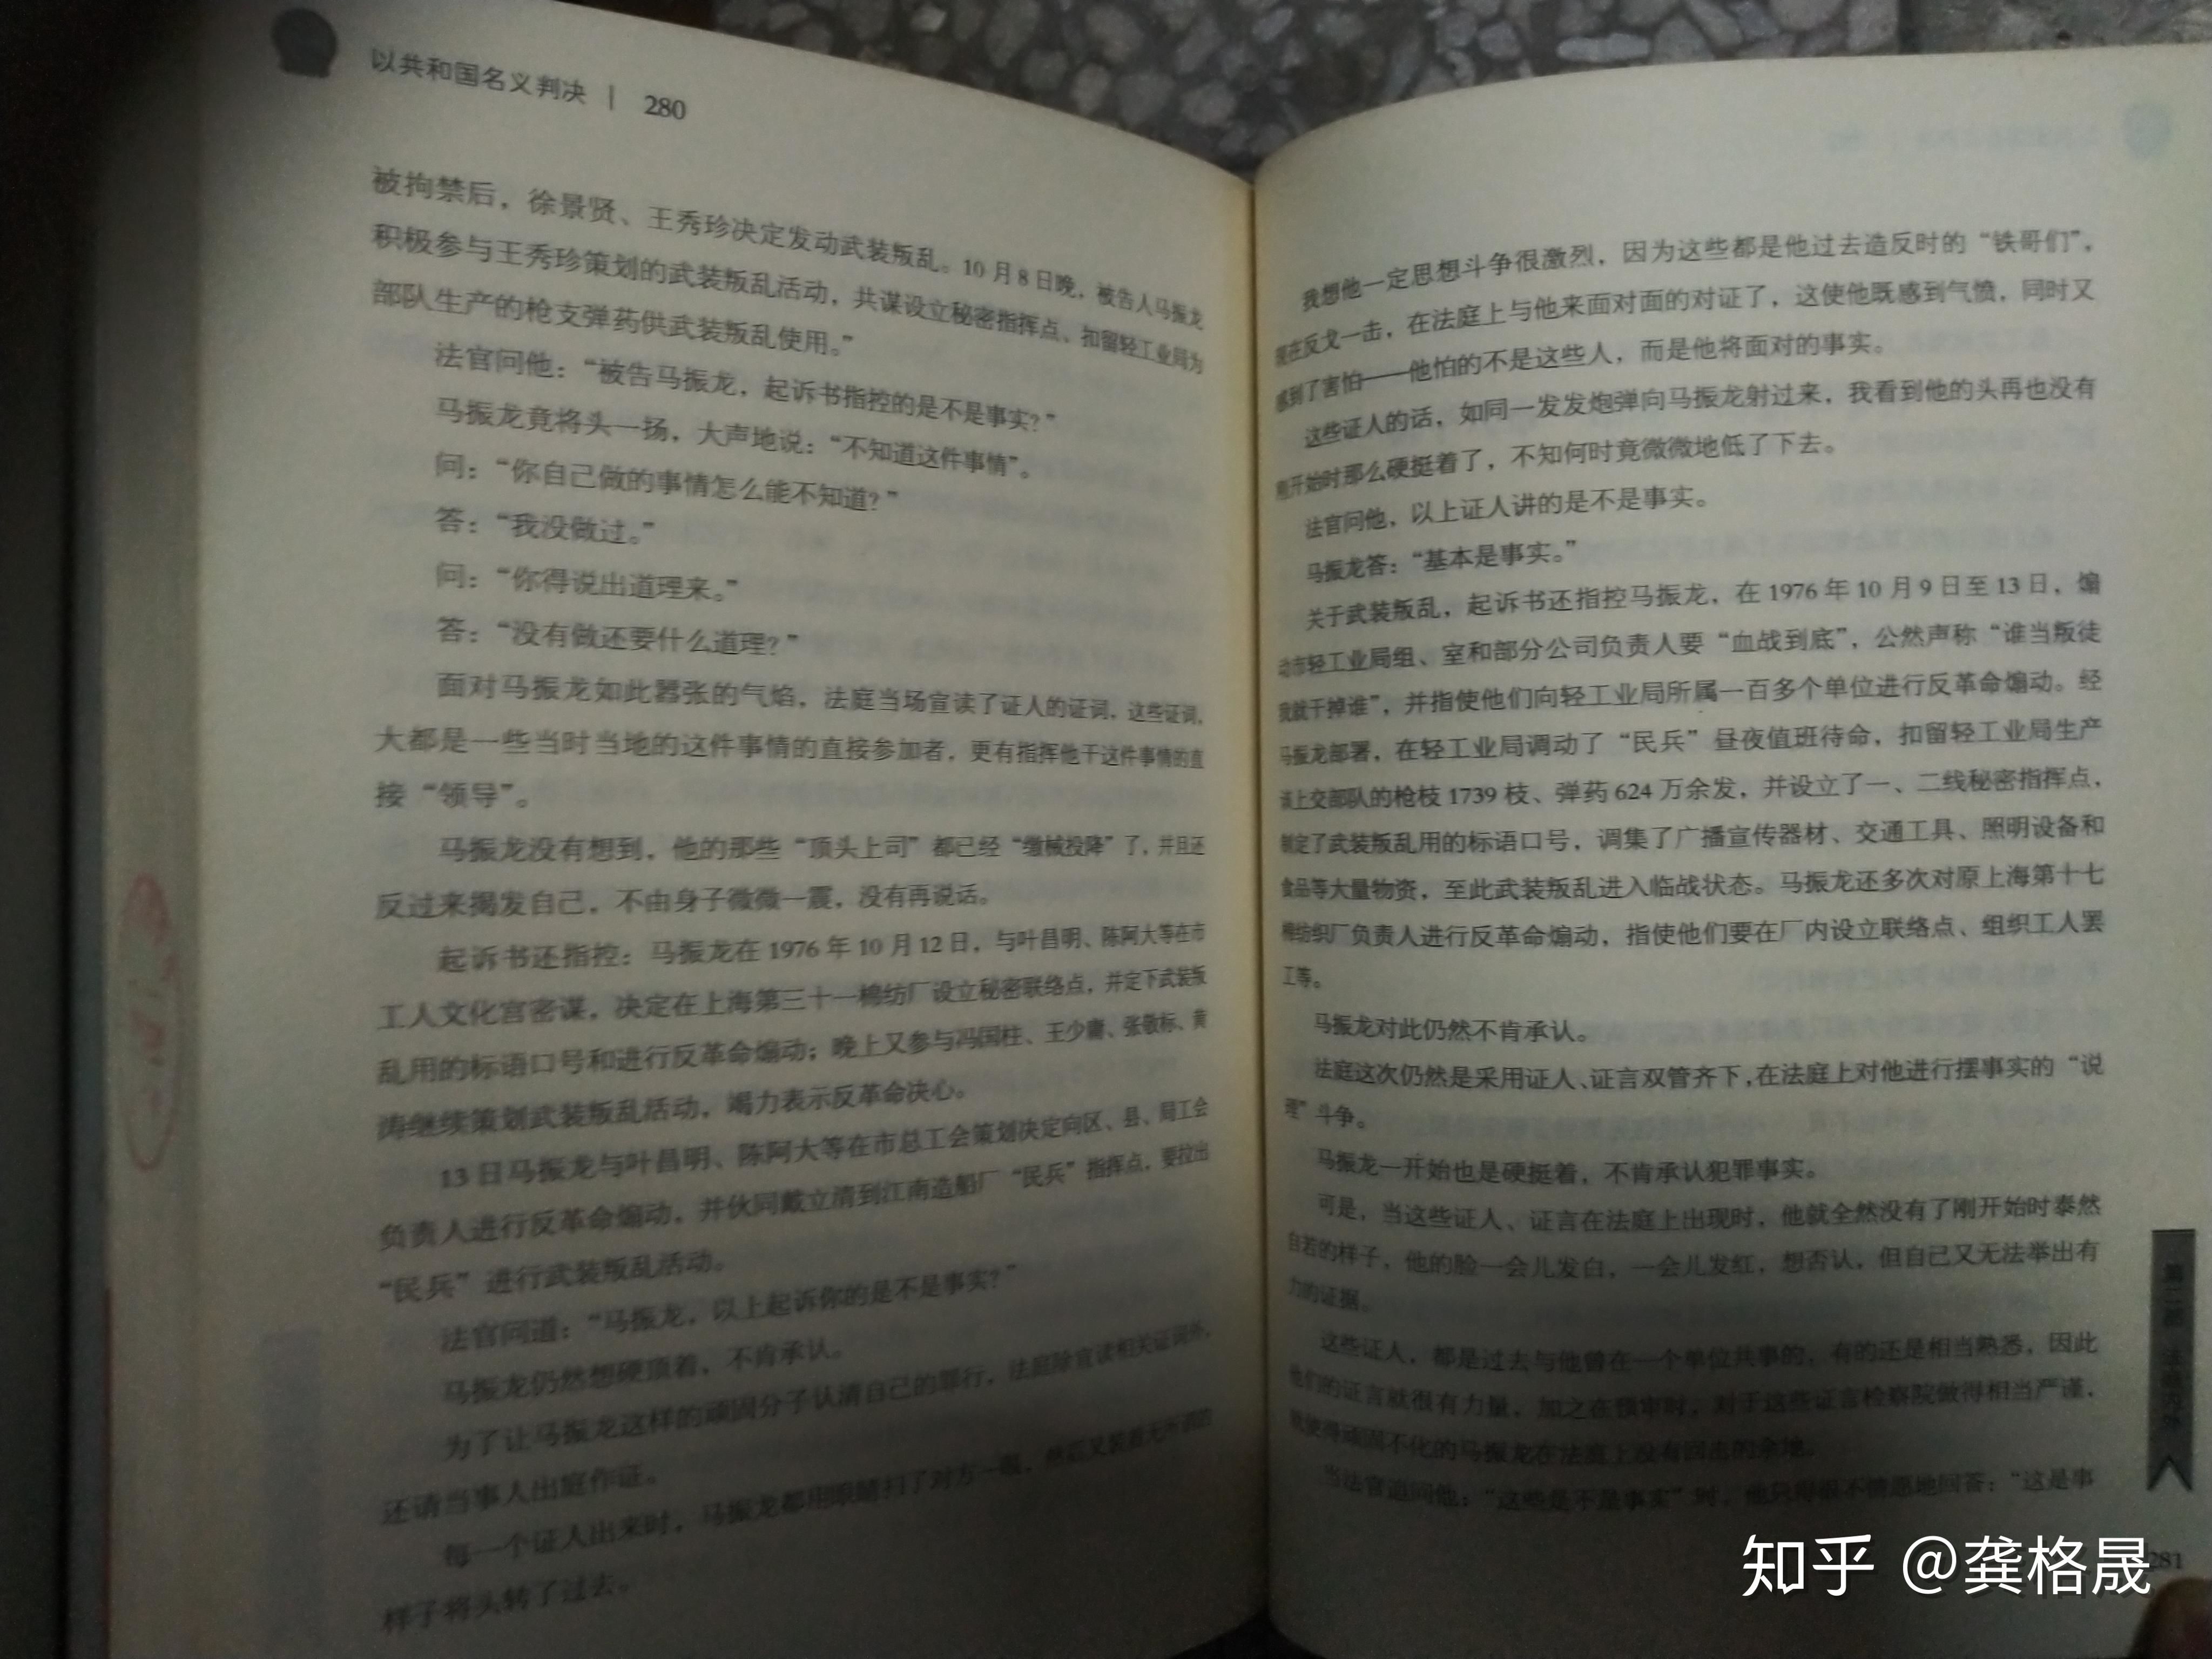 以共和国名义判决 | 280
被拘禁后，徐景贤、王秀珍决定发动武装叛乱。10月8日晚，被告人马振龙
积极参与王秀珍策划的武装叛乱活动，共谋设立秘密指挥点、扣留轻工业局为
部队生产的枪支弹药供武装叛乱使用。”
法官问他：“被告马振龙，起诉书指控的是不是事实？”
马振龙竟将头一扬，大声地说：“不知道这件事情”。
问：“你自己做的事情怎么能不知道？”
答：“我没做过。”
问：“你得说出道理来。”
答：“没有做还要什么道理？”
面对马振龙如此嚣张的气焰，法庭当场宣读了证人的证词，这些证词，
大都是一些当时当地的这件事情的直接参加者，更有指挥他干这件事情的直
接“领导”。
马振龙没有想到，他的那些“顶头上司”都已经“缴械投降”了，并且还
反过来揭发自己，不由身子微微一震，没有再说话。
起诉书还指控：马振龙在1976年10月12日，与叶昌明、陈阿大等在市
工人文化宫密谋，决定在上海第三十一棉纺厂设立秘密联络点，并定下武装叛
乱用的标语口号和进行反革命煽动；晚上又参与冯国柱、王少庸、张敬标、黄
涛继续策划武装叛乱活动，竭力表示反革命决心。
13日马振龙与叶昌明、陈阿大等在市总工会策划决定向区、县、局工会
负责人进行反革命煽动，并伙同戴立清到江南造船厂“民兵”指挥点，要拉出
“民兵”进行武装叛乱活动。
法官问道：“马振龙，以上起诉你的是不是事实？”
马振龙仍然想硬顶着，不肯承认。
为了让马振龙这样的顽固分子认清自己的罪行，法庭除宣读相关证词外，
还请当事人出庭作证。
每一个证人出来时，马振龙都用眼睛扫了对方一眼，然后又装着无所谓的
样子将头转了过去。
我想他一定思想斗争很激烈，因为这些都是他过去造反时的“铁哥们”，
现在反戈一击，在法庭上与他来面对面的对证了，这使他既感到气愤，同时又
感到了害怕——他怕的不是这些人，而是他将面对的事实。
这些证人的话，如同一发发炮弹向马振龙射过来，我看到他的头再也没有
刚开始时那么硬挺着了，不知何时竟微微地低了下去。
法官问他，以上证人讲的是不是事实。
马振龙答：“基本是事实。”
关于武装叛乱，起诉书还指控马振龙，在1976年10月9日至13日，煽
动市轻工业局组、室和部分公司负责人要“血战到底”，公然声称“谁当叛徒
我就干掉谁”，并指使他们向轻工业局所属一百多个单位进行反革命煽动。经
马振龙部署，在轻工业局调动了“民兵”昼夜值班待命，扣留轻工业局生产
该上交部队的枪枝1739枝、弹药624万余发，并设立了一、二线秘密指挥点，
制定了武装叛乱用的标语口号，调集了广播宣传器材、交通工具、照明设备和
食品等大量物资，至此武装叛乱进入临战状态。马振龙还多次对原上海第十七
棉纺织厂负责人进行反革命煽动，指使他们要在厂内设立联络点、组织工人罢
工等。
马振龙对此仍然不肯承认。
法庭这次仍然是采用证人、证言双管齐下，在法庭上对他进行摆事实的“说
理”斗争。
马振龙一开始也是硬挺着，不肯承认犯罪事实。
可是，当这些证人、证言在法庭上出现时，他就全然没有了刚开始时泰然
自若的样子，他的脸一会儿发白，一会儿发红，想否认，但自己又无法举出有
力的证据。
这些证人，都是过去与他曾在一个单位共事的，有的还是相当熟悉，因此
他们的证言就很有力量，加之在预审时，对于这些证言检察院做得相当严谨，
就使得顽固不化的马振龙在法庭上没有回击的余地。
当法官追问他：“这些是不是事实”时，他只得很不情愿地回答：“这是事
281
知乎 @龚格晟